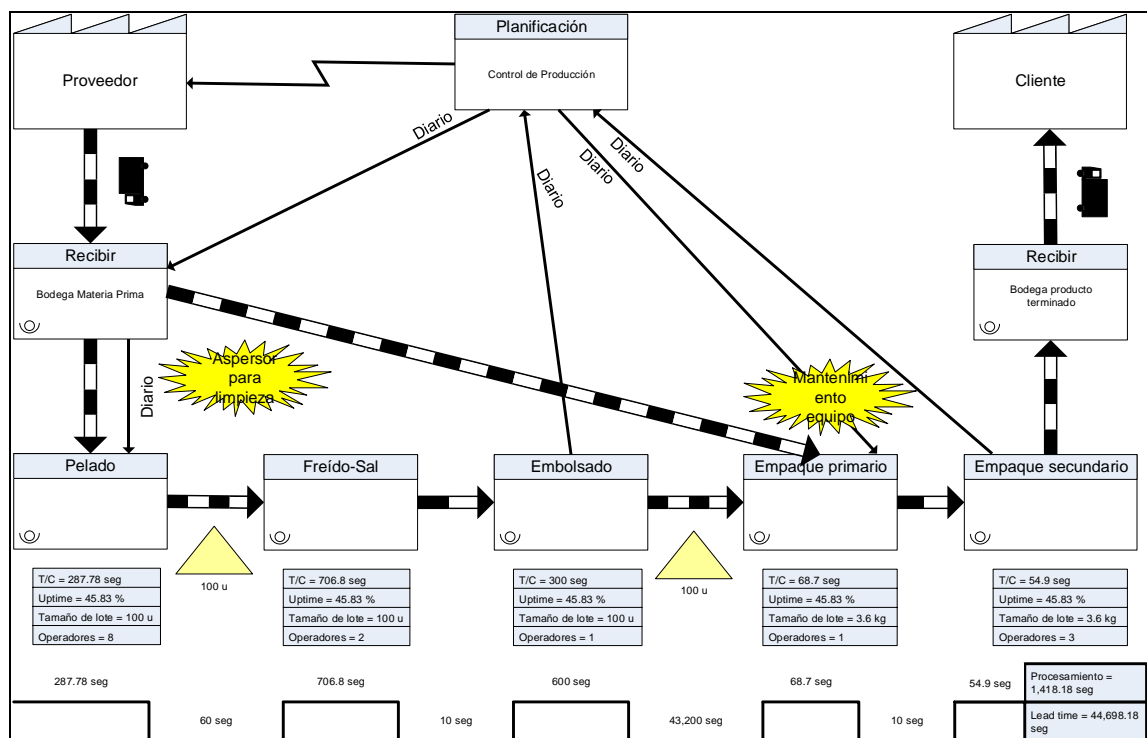 Planificación
Control de Producción
Proveedor
Cliente
Diario
Diario
Diario
Diario
Recibir
Bodega Materia Prima
Recibir
Bodega producto
terminado
Diario
Aspersor
para
limpieza
Mantenimi
ento
equipo
Pelado
Freído-Sal
Embolsado
Empaque primario
Empaque secundario
100 u
100 u
T/C = 287.78 seg
Uptime = 45.83 %
Tamaño de lote = 100 u
Operadores = 8
T/C = 706.8 seg
Uptime = 45.83 %
Tamaño de lote = 100 u
Operadores = 2
T/C = 300 seg
Uptime = 45.83 %
Tamaño de lote = 100 u
Operadores = 1
T/C = 68.7 seg
Uptime = 45.83 %
Tamaño de lote = 3.6 kg
Operadores = 1
T/C = 54.9 seg
Uptime = 45.83 %
Tamaño de lote = 3.6 kg
Operadores = 3
287.78 seg
706.8 seg
600 seg
68.7 seg
54.9 seg
60 seg
10 seg
43,200 seg
10 seg
Procesamiento =
1,418.18 seg
Lead time = 44,698.18
seg